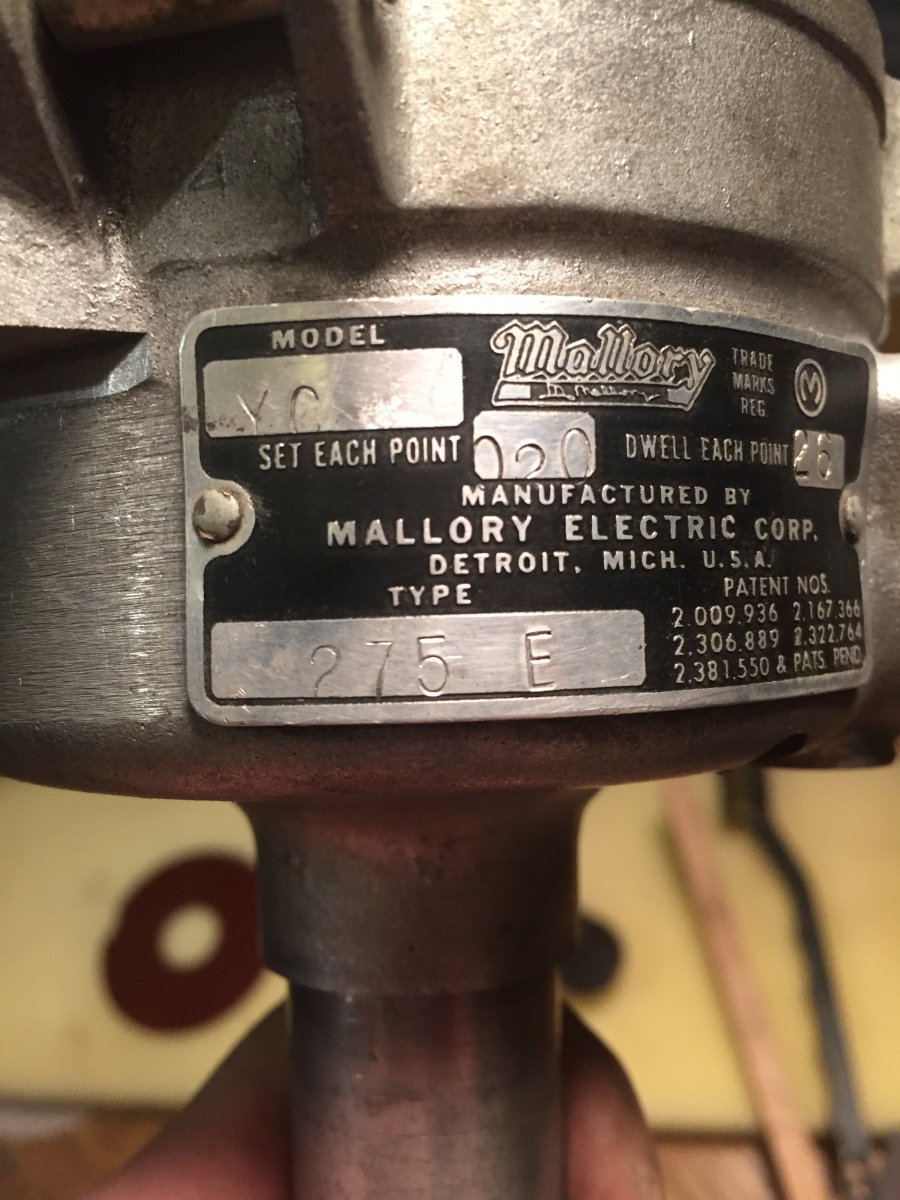 MODEL
YC
Mallory
TRADE
MARKS
REG.
M
SET EACH POINT 020 DWELL EACH POINT 26
MANUFACTURED BY
MALLORY ELECTRIC CORP.
DETROIT, MICH. U.S.A.
TYPE
275 E
PATENT NOS.
2.009.936 2.167.366
2.306.889 2.322.764
2.381.550 & PATS. PEND.